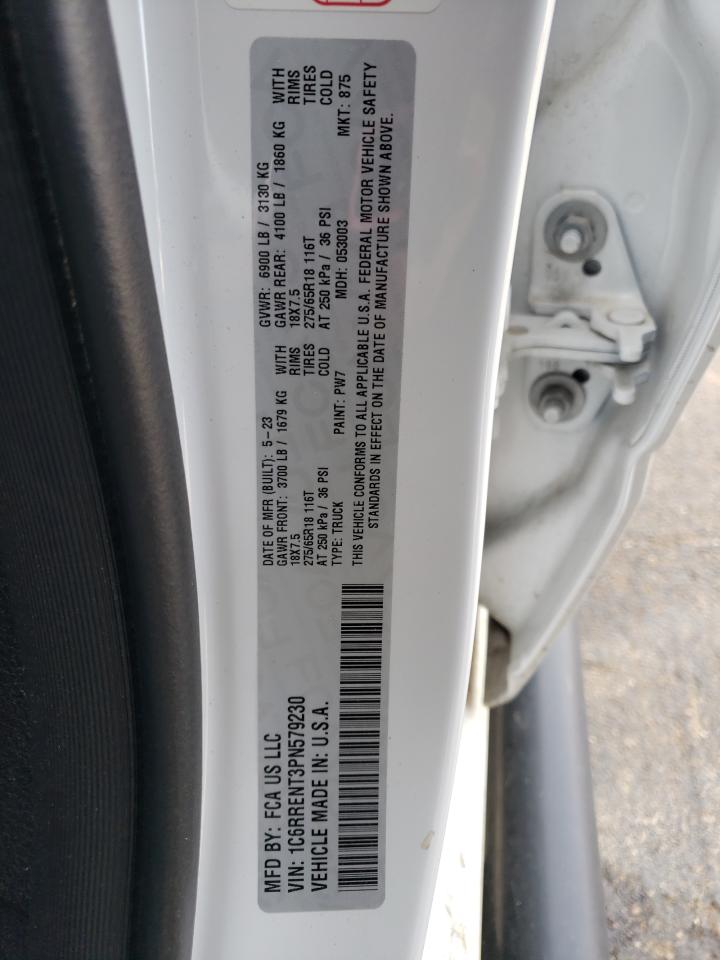 MFD BY: FCA US LLC
VIN: 1C6RRENT3PN579230
VEHICLE MADE IN: U.S.A.
DATE OF MFR (BUILT): 5-23 GVWR: 6900 LB / 3130 KG
GAWR FRONT: 3700 LB / 1679 KG WITH GAWR REAR: 4100 LB / 1860 KG WITH
18X7.5 RIMS 18X7.5 RIMS
275/65R18 116T TIRES 275/65R18 116T TIRES
AT 250 kPa / 36 PSI COLD AT 250 kPa / 36 PSI COLD
TYPE: TRUCK PAINT: PW7 MDH: 053003 MKT: 875
THIS VEHICLE CONFORMS TO ALL APPLICABLE U.S.A. FEDERAL MOTOR VEHICLE SAFETY
STANDARDS IN EFFECT ON THE DATE OF MANUFACTURE SHOWN ABOVE.